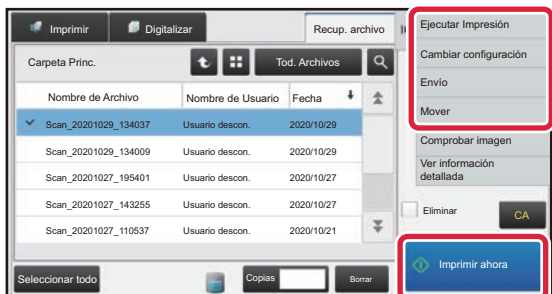 Imprimir
Digitalizar
Recup. archivo
Carpeta Princ.
Tod. Archivos
Nombre de Archivo Nombre de Usuario Fecha
Scan_20201029_134037 Usuario descon. 2020/10/29
Scan_20201029_134009 Usuario descon. 2020/10/29
Scan_20201027_195401 Usuario descon. 2020/10/27
Scan_20201027_143255 Usuario descon. 2020/10/27
Scan_20201027_110537 Usuario descon. 2020/10/21
Seleccionar todo
Copias
Borrar
Ejecutar Impresión
Cambiar configuración
Envío
Mover
Comprobar imagen
Ver información
detallada
Eliminar
CA
Imprimir ahora